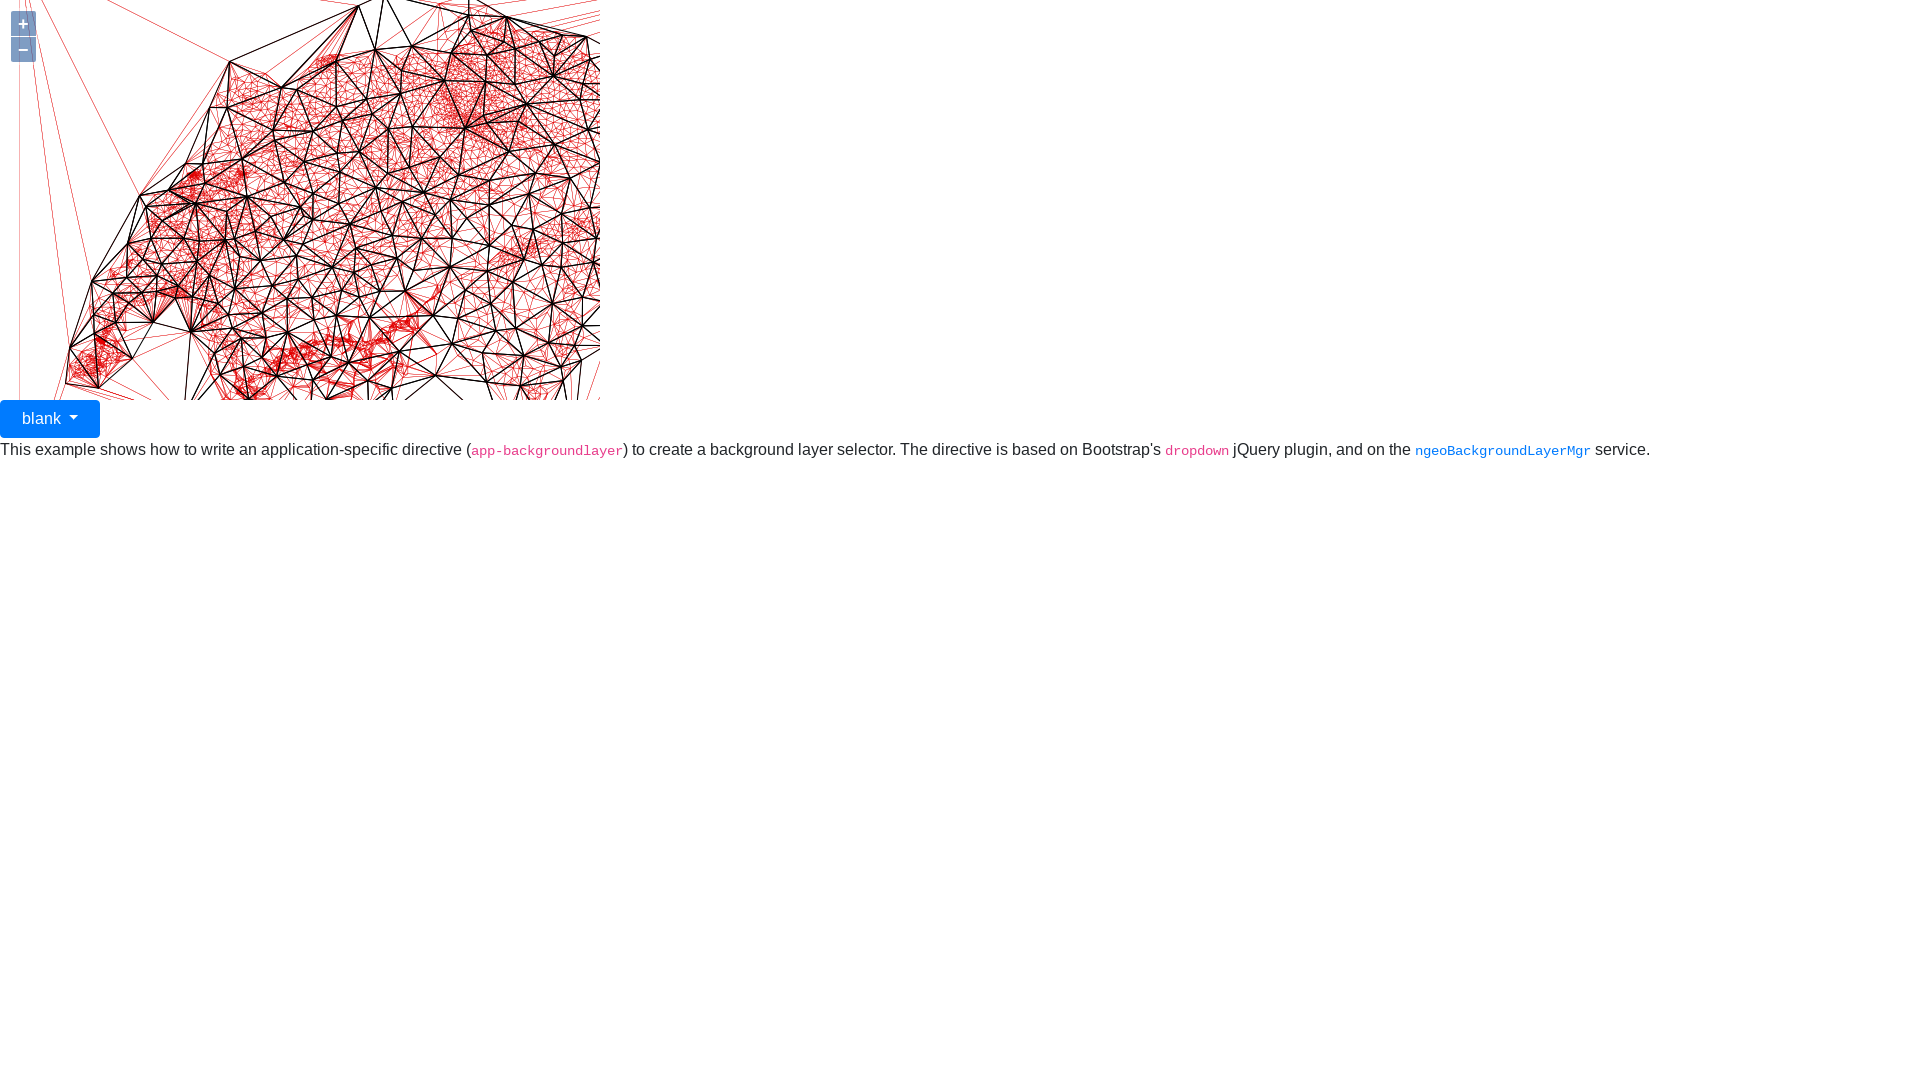 +
−
blank
This example shows how to write an application-specific directive (app-backgroundlayer) to create a background layer selector. The directive is based on Bootstrap's dropdown jQuery plugin, and on the ngeoBackgroundLayerMgr service.